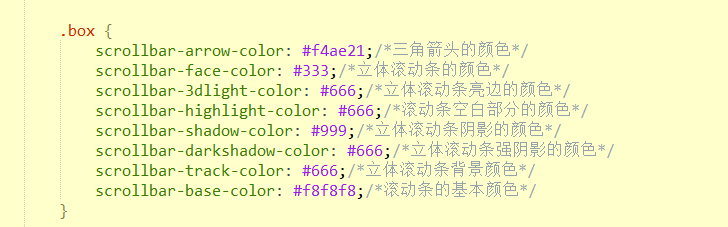 .box {
scrollbar-arrow-color: #f4ae21;/*三角箭头的颜色*/
scrollbar-face-color: #333;/*立体滚动条的颜色*/
scrollbar-3dlight-color: #666;/*立体滚动条亮边的颜色*/
scrollbar-highlight-color: #666;/*滚动条空白部分的颜色*/
scrollbar-shadow-color: #999;/*立体滚动条阴影的颜色*/
scrollbar-darkshadow-color: #666;/*立体滚动条强阴影的颜色*/
scrollbar-track-color: #666;/*立体滚动条背景颜色*/
scrollbar-base-color: #f8f8f8;/*滚动条的基本颜色*/
}